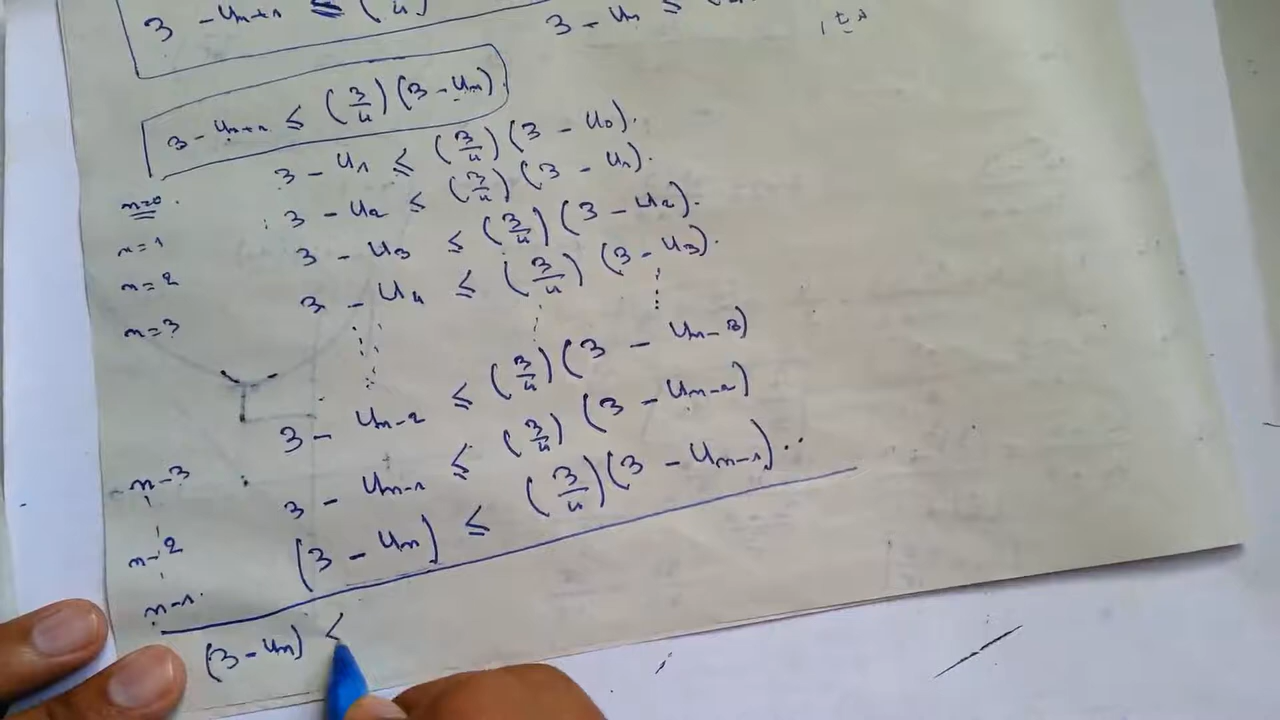 3 - Un+1 ≤ (3/4)
3 - Un ≤
3 - Un+1 ≤ (3/4)(3 - Un).
n=0. 3 - U1 ≤ (3/4)(3 - U0).
n=1 3 - U2 ≤ (3/4)(3 - U1).
n=2 3 - U3 ≤ (3/4)(3 - U2).
n=3 3 - U4 ≤ (3/4)(3 - U3).
n-3 3 - Un-2 ≤ (3/4)(3 - Un-3)
n-2 3 - Un-1 ≤ (3/4)(3 - Un-2)
n-1. (3 - Un) ≤ (3/4)(3 - Un-1)..
(3 - Un) <